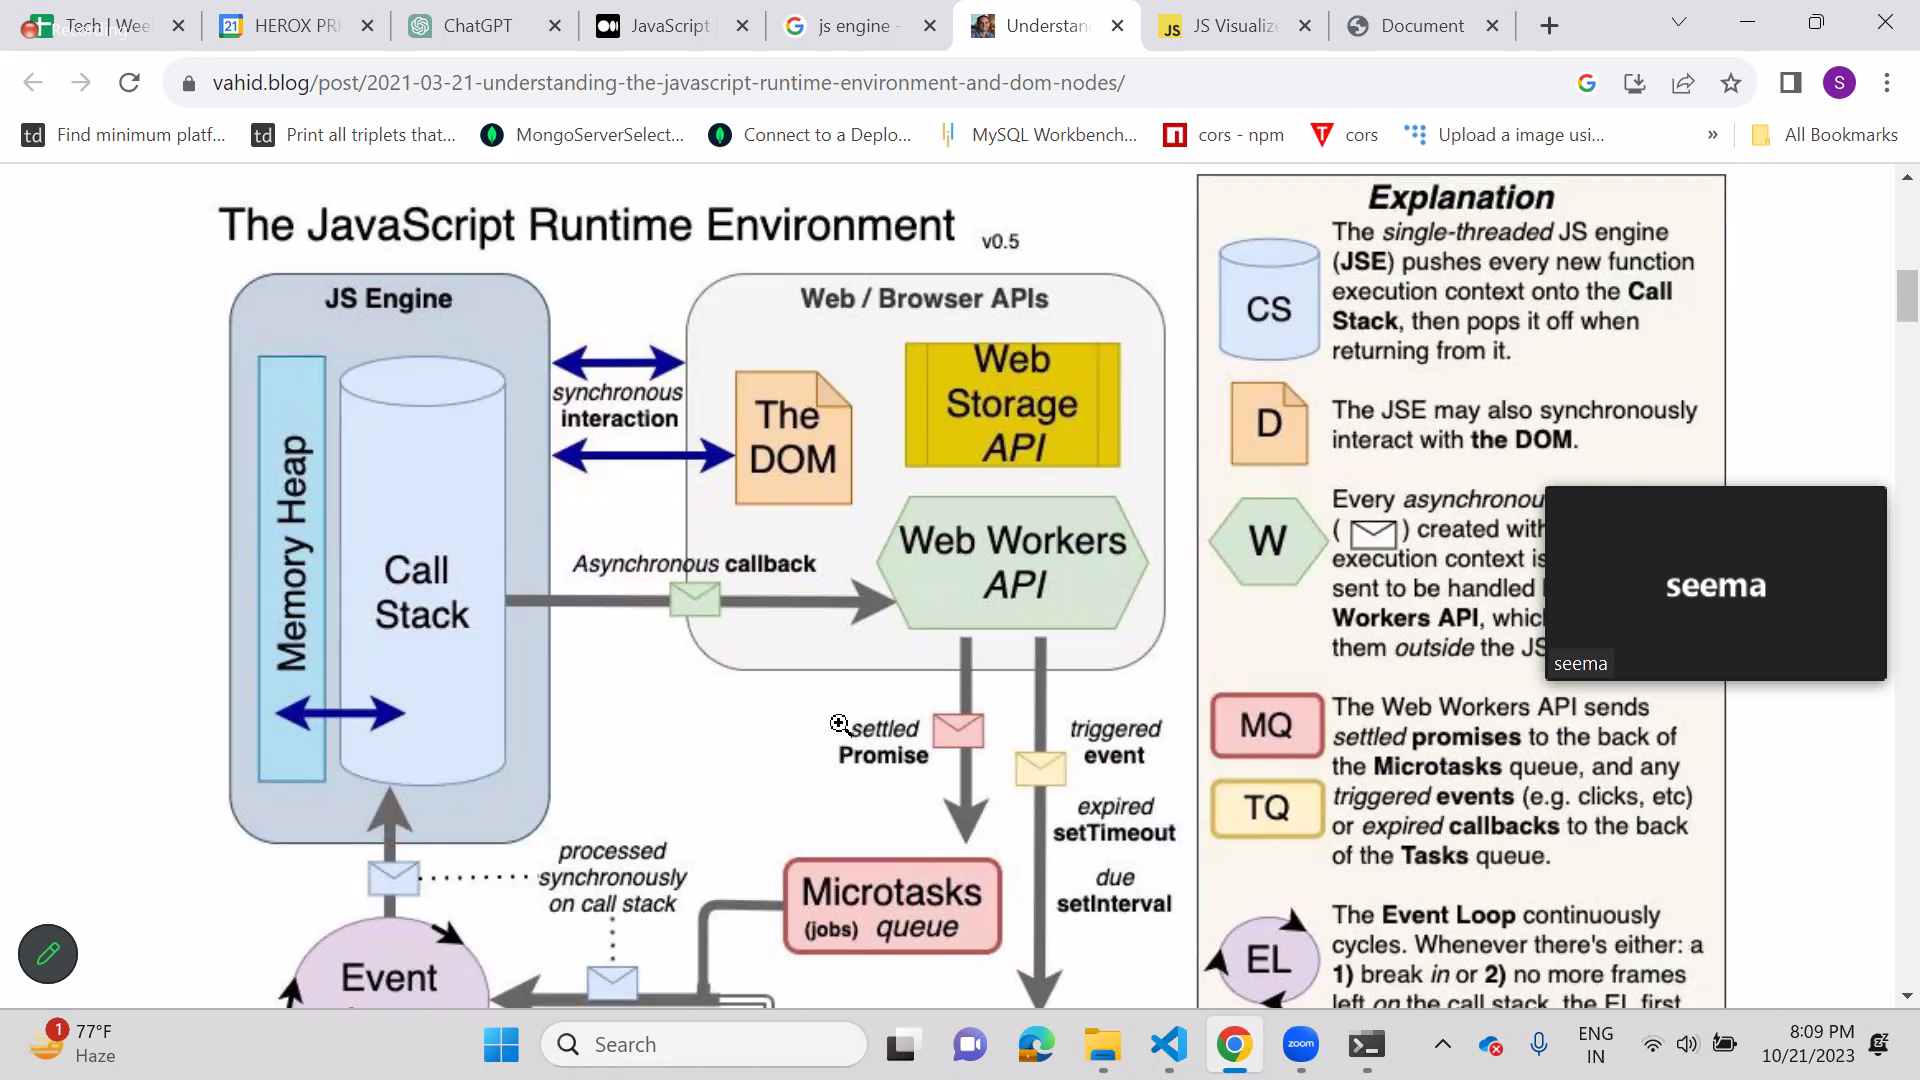 Tech | Week
Recording
HEROX PRI
ChatGPT
JavaScript
js engine -
Understan
JS Visualize
Document
vahid.blog/post/2021-03-21-understanding-the-javascript-runtime-environment-and-dom-nodes/
S
td Find minimum platf...
td Print all triplets that...
MongoServerSelect...
Connect to a Deplo...
MySQL Workbench...
cors - npm
cors
Upload a image usi...
»
All Bookmarks
The JavaScript Runtime Environment v0.5
JS Engine
Memory Heap
Call
Stack
synchronous
interaction
Web / Browser APIs
The
DOM
Web
Storage
API
Asynchronous callback
Web Workers
API
settled
Promise
triggered
event
expired
setTimeout
due
setInterval
processed
synchronously
on call stack
Microtasks
(jobs) queue
Event
Explanation
CS
The single-threaded JS engine
(JSE) pushes every new function
execution context onto the Call
Stack, then pops it off when
returning from it.
D
The JSE may also synchronously
interact with the DOM.
W
Every asynchronou
( ) created with
execution context is
sent to be handled
Workers API, whic
them outside the JS
seema
seema
MQ
TQ
The Web Workers API sends
settled promises to the back of
the Microtasks queue, and any
triggered events (e.g. clicks, etc)
or expired callbacks to the back
of the Tasks queue.
EL
The Event Loop continuously
cycles. Whenever there's either: a
1) break in or 2) no more frames
left on the call stack, the EL first
1
77°F
Haze
Search
zoom
ENG
IN
8:09 PM
10/21/2023